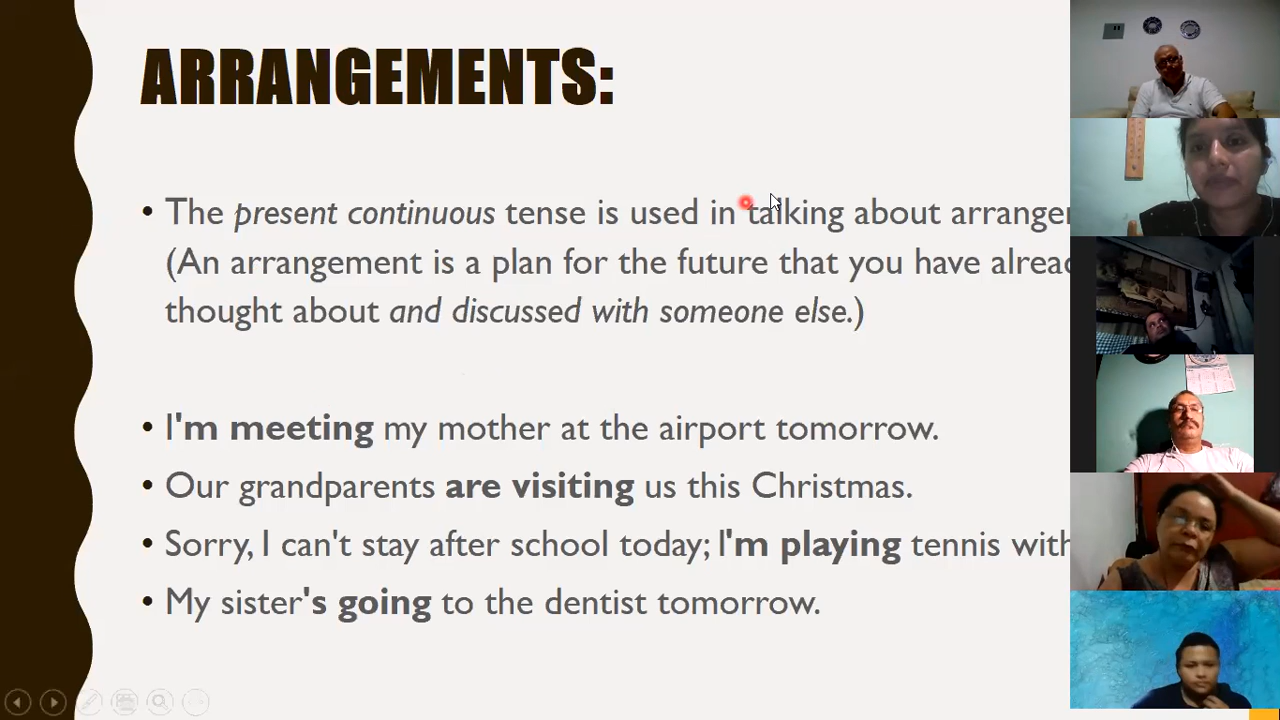 ARRANGEMENTS:
• The present continuous tense is used in talking about
(An arrangement is a plan for the future that you have
thought about and discussed with someone else.)
• I'm meeting my mother at the airport tomorrow.
• Our grandparents are visiting us this Christmas.
• Sorry, I can't stay after school today; I'm playing tennis with
• My sister's going to the dentist tomorrow.